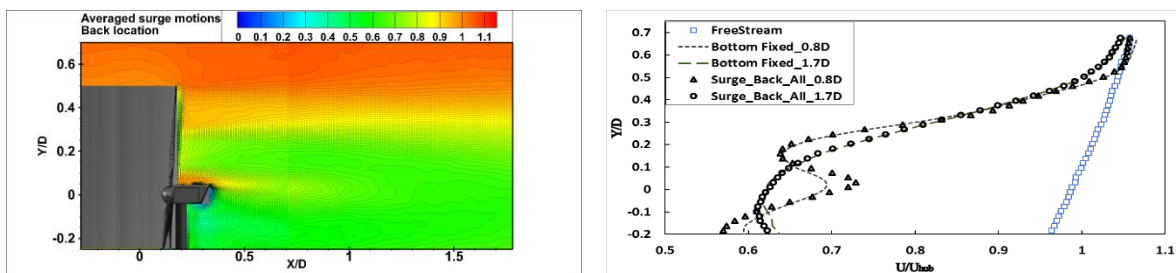 Averaged surge motions
Back location
0 0.1 0.2 0.3 0.4 0.5 0.6 0.7 0.8 0.9 1 1.1
Y/D
0.6
0.4
0.2
0
-0.2
0 0.5 1 1.5
X/D
Y/D
0.7
0.6
0.5
0.4
0.3
0.2
0.1
0
-0.1
-0.2
FreeStream
Bottom Fixed_0.8D
Bottom Fixed_1.7D
Surge_Back_All_0.8D
Surge_Back_All_1.7D
0.5 0.6 0.7 0.8 0.9 1 1.1
U/Uhub